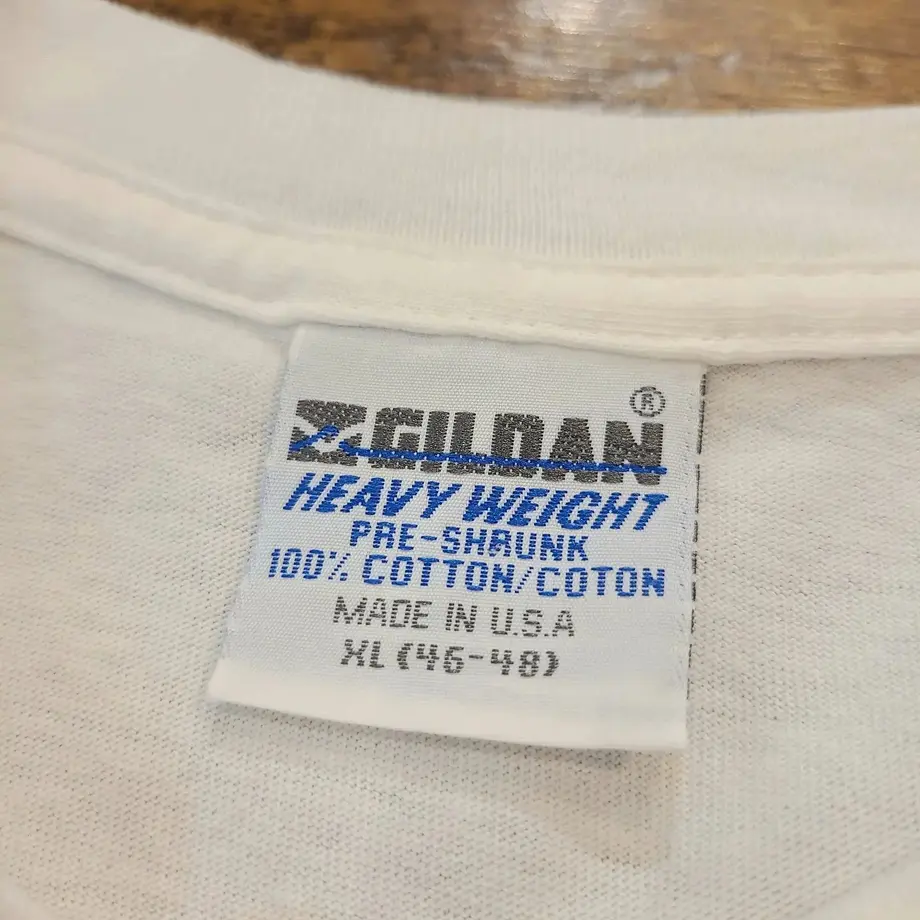 GILDAN®
HEAVY WEIGHT
PRE-SHRUNK
100% COTTON/COTON
MADE IN U.S.A
XL (46-48)